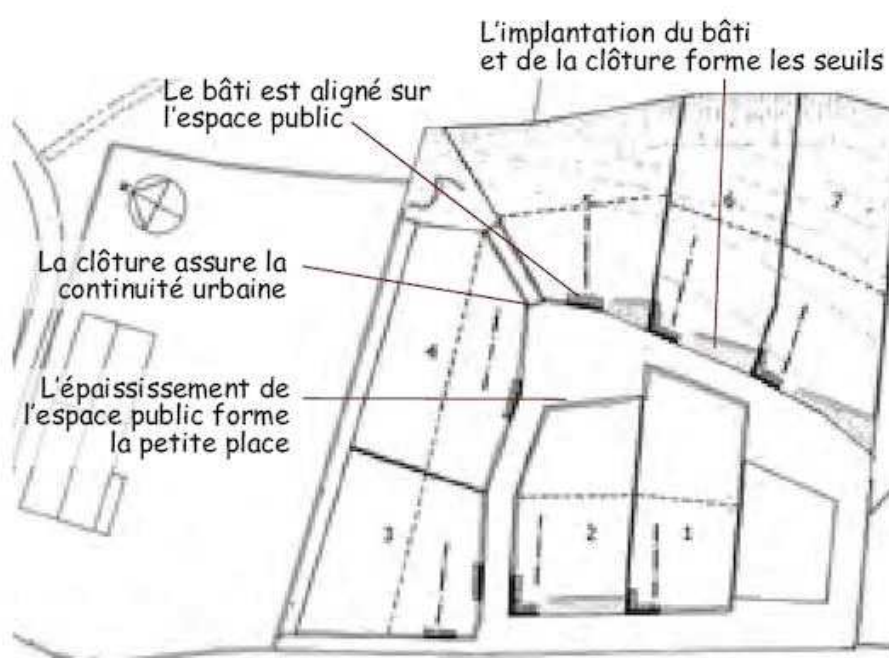 L'implantation du bâti
et de la clôture forme les seuils
Le bâti est aligné sur
l'espace public
La clôture assure la
continuité urbaine
L'épaississement de
l'espace public forme
la petite place
6
7
4
3
2
1